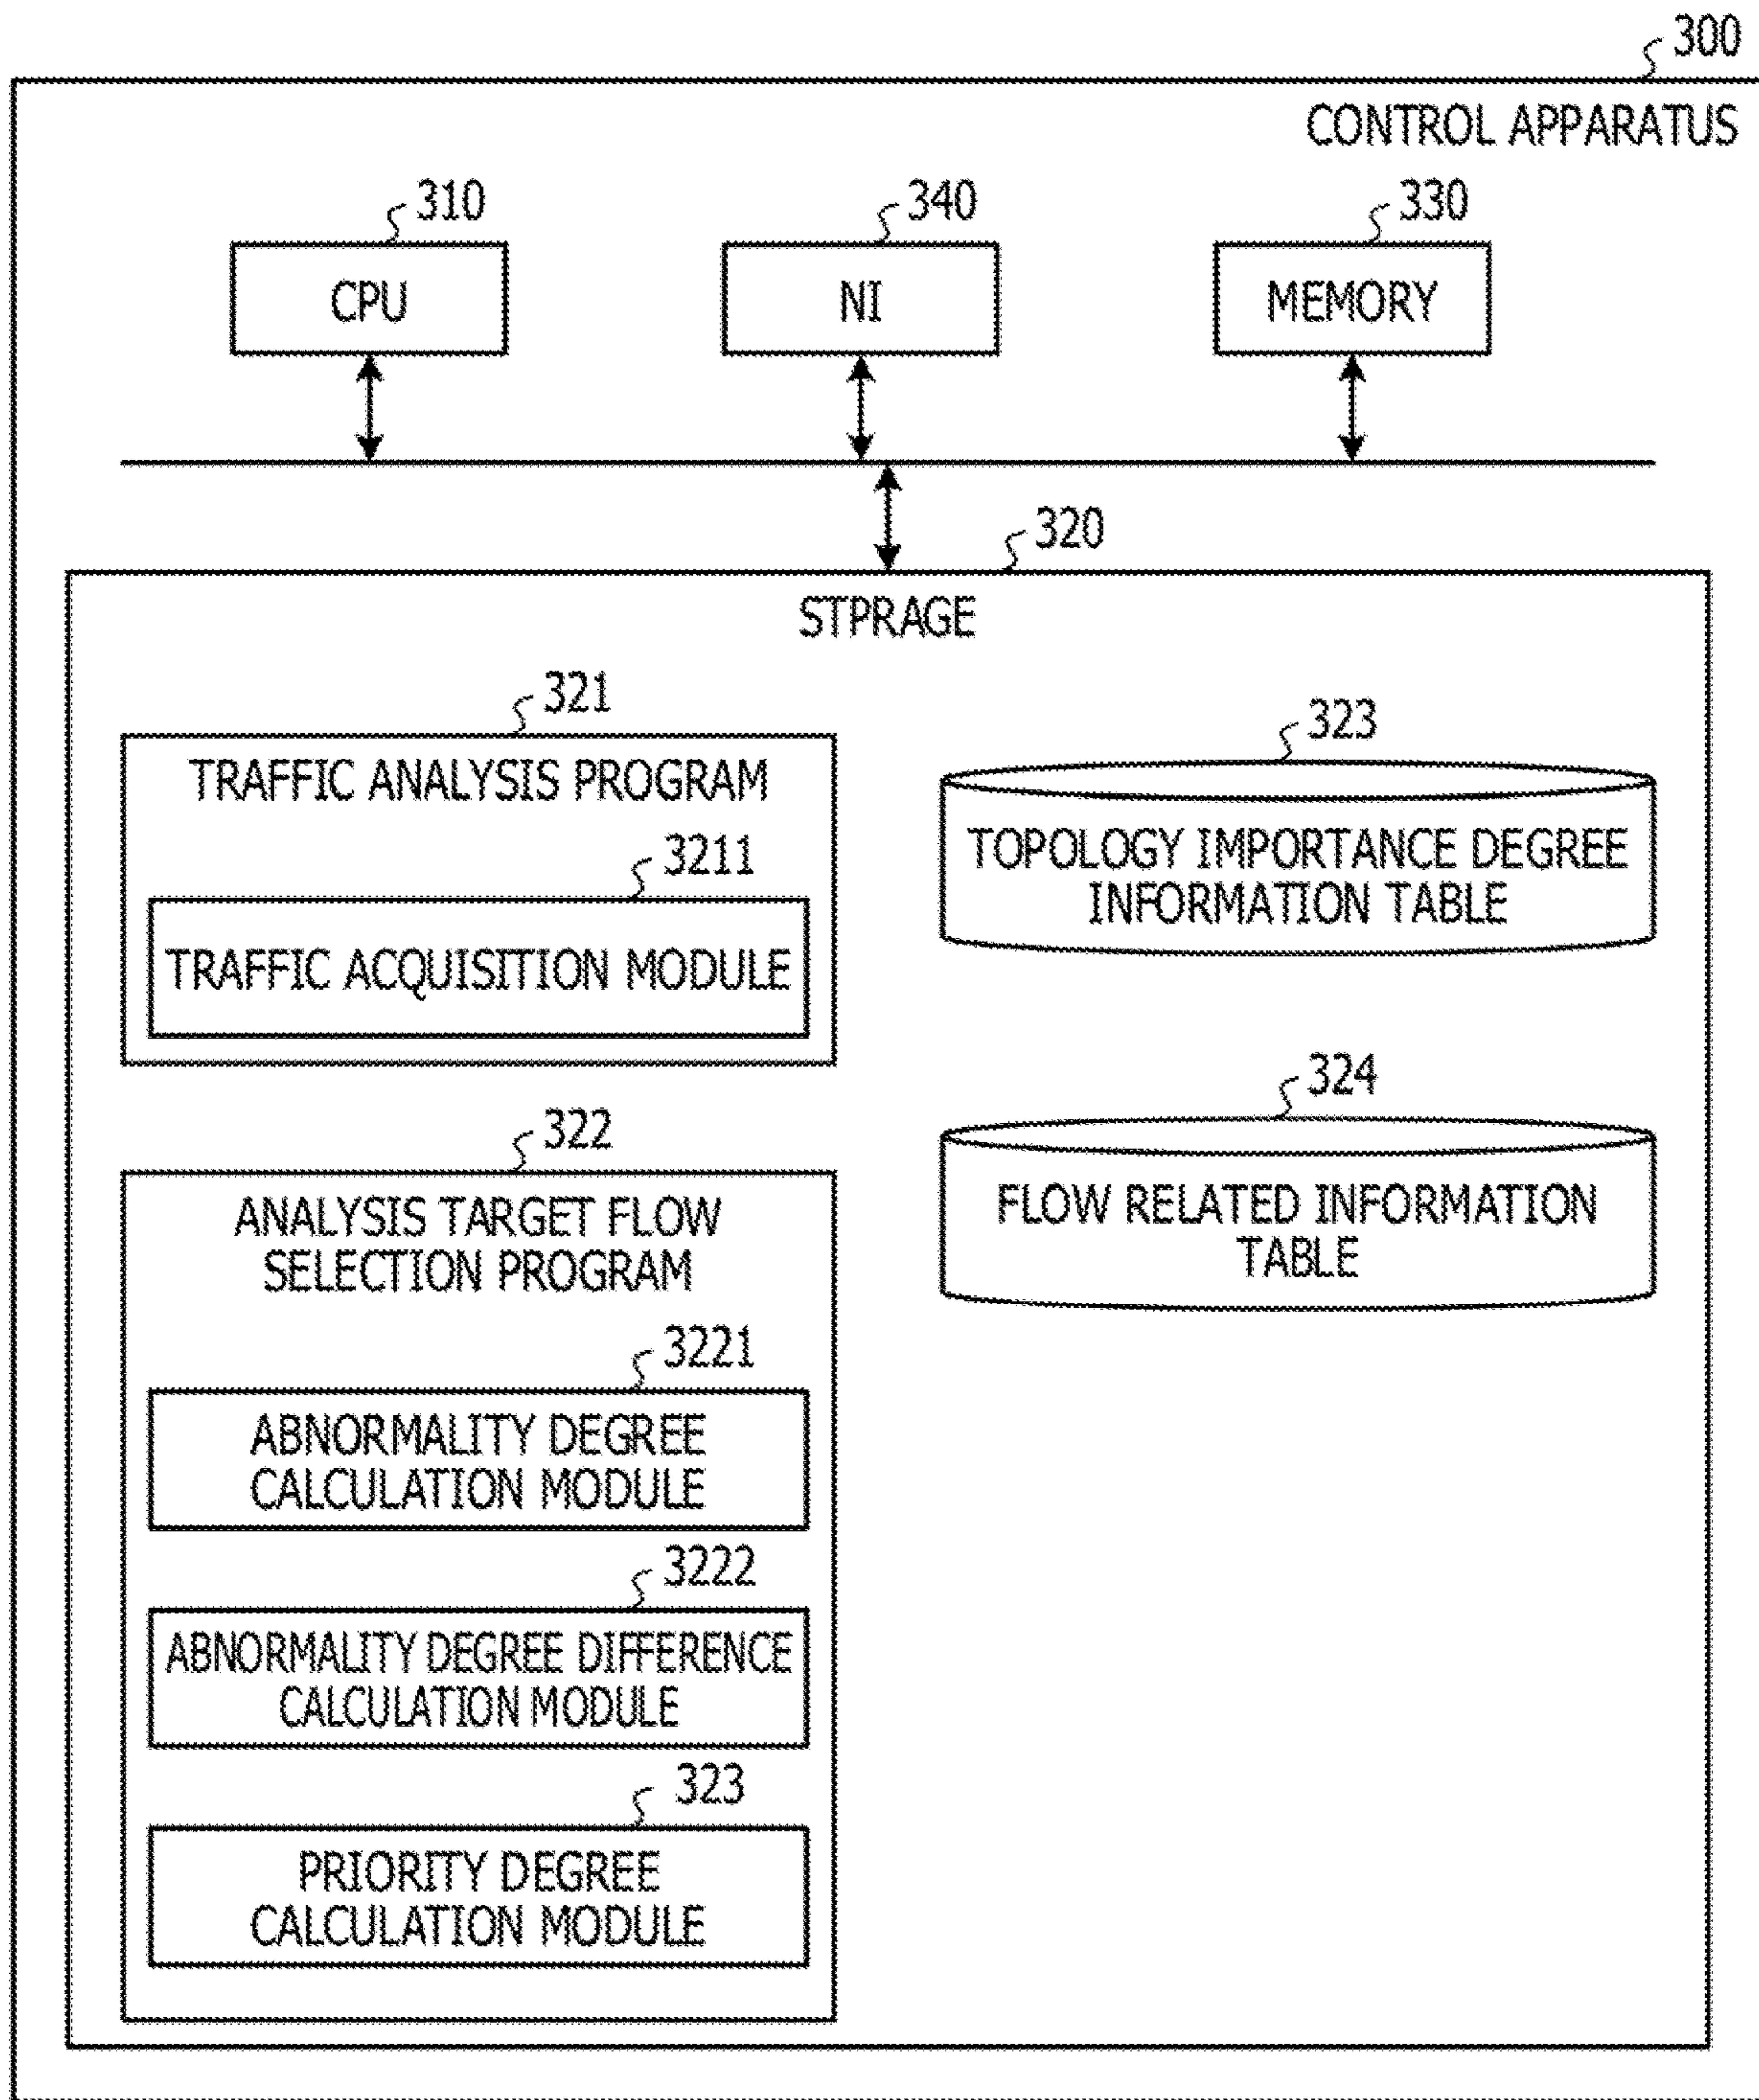 300
CONTROL APPARATUS
310
340
330
CPU
NI
MEMORY
320
STPRAGE
321
TRAFFIC ANALYSIS PROGRAM
3211
TRAFFIC ACQUISITION MODULE
323
TOPOLOGY IMPORTANCE DEGREE
INFORMATION TABLE
322
ANALYSIS TARGET FLOW
SELECTION PROGRAM
324
FLOW RELATED INFORMATION
TABLE
3221
ABNORMALITY DEGREE
CALCULATION MODULE
3222
ABNORMALITY DEGREE DIFFERENCE
CALCULATION MODULE
323
PRIORITY DEGREE
CALCULATION MODULE